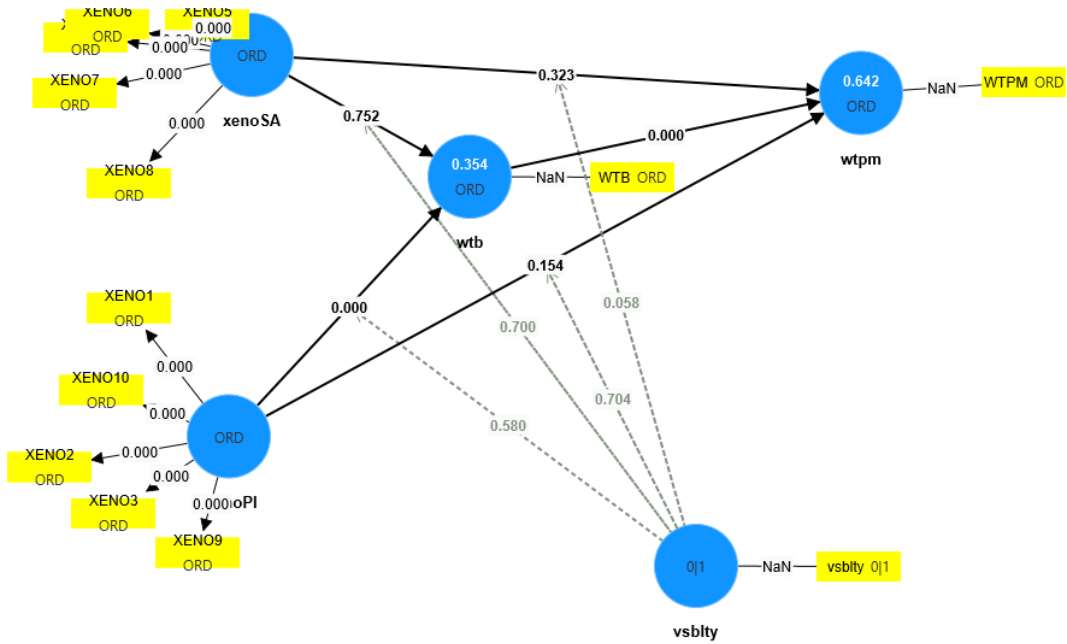 XENO6
XENO5
0.000
ORD
ORD
0.000
ORD
XENO7
0.000
ORD
0.000
XENO8
ORD
ORD
xenoSA
0.752
0.323
0.642
ORD
wtpm
NaN
WTPM ORD
0.000
0.354
ORD
wtb
NaN
WTB ORD
0.154
XENO1
ORD
0.000
0.000
0.058
0.700
XENO10
ORD
0.000
0.704
0.580
ORD
XENO2
ORD
0.000
0.000
XENO3
ORD
0.000
oPI
XENO9
ORD
0|1
vsblty
NaN
vsblty 0|1